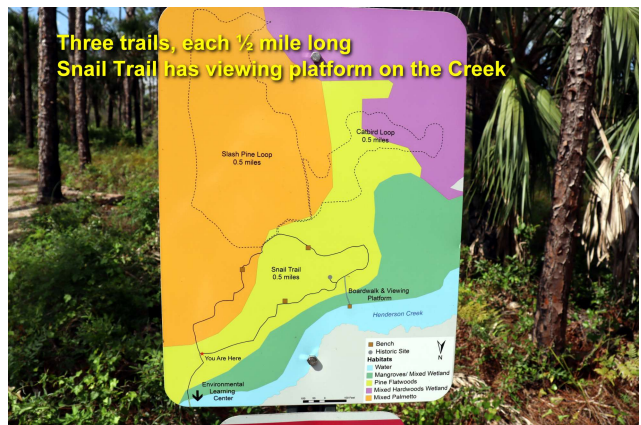 Three trails, each ½ mile long
Snail Trail has viewing platform on the Creek
Catbird Loop
0.5 miles
Slash Pine Loop
0.5 miles
Snail Trail
0.5 miles
Boardwalk & Viewing
Platform
Henderson Creek
You Are Here
Environmental
Learning
Center
N
Bench
Historic Site
Habitats
Water
Mangroves/ Mixed Wetland
Pine Flatwoods
Mixed Hardwoods Wetland
Mixed Palmetto